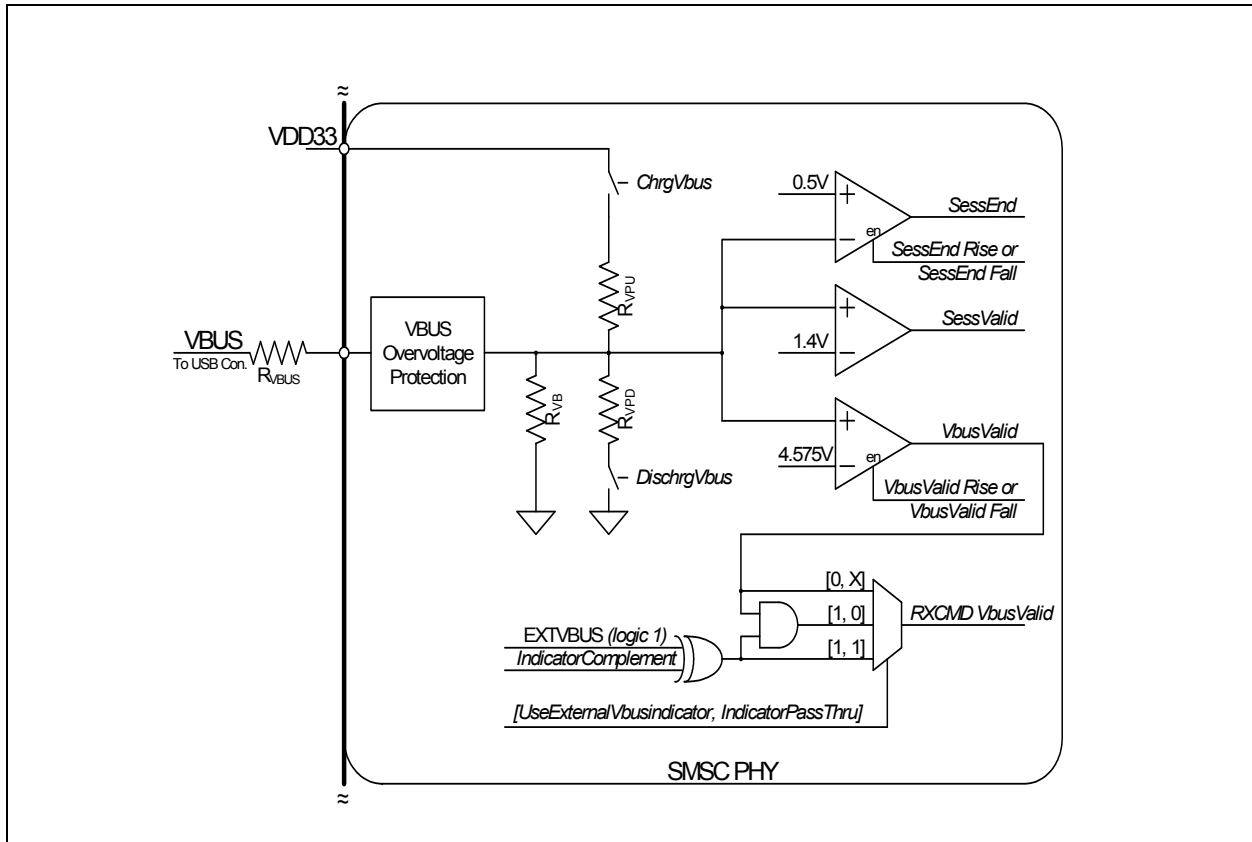 ≈
VDD33
ChrgVbus
RVPU
0.5V
+
−
en
SessEnd
SessEnd Rise or
SessEnd Fall
+
1.4V
−
SessValid
VBUS
To USB Con.
RVBUS
VBUS
Overvoltage
Protection
RVB
RVPD
DischrgVbus
+
4.575V
−
en
VbusValid
VbusValid Rise or
VbusValid Fall
[0, X]
[1, 0]
[1, 1]
RXCMD VbusValid
EXTVBUS (logic 1)
IndicatorComplement
[UseExternalVbusindicator, IndicatorPassThru]
SMSC PHY
≈